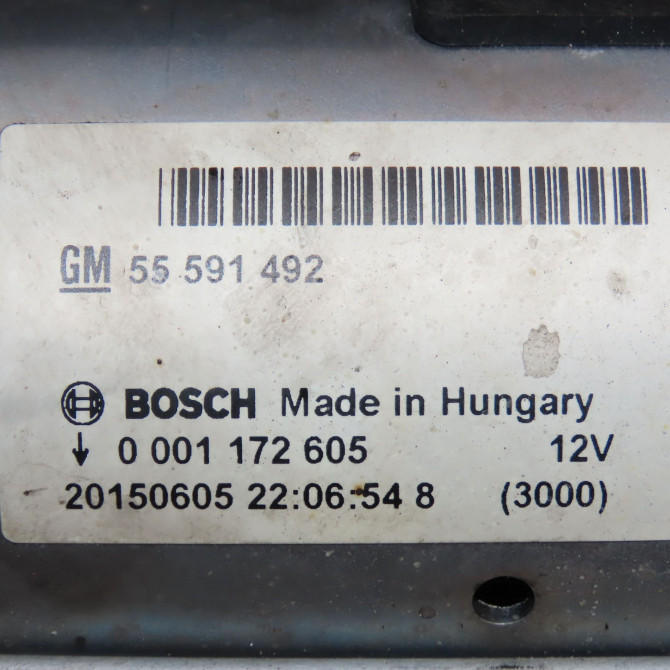 GM 55 591 492
BOSCH Made in Hungary
0 001 172 605 12V
20150605 22:06:54 8 (3000)